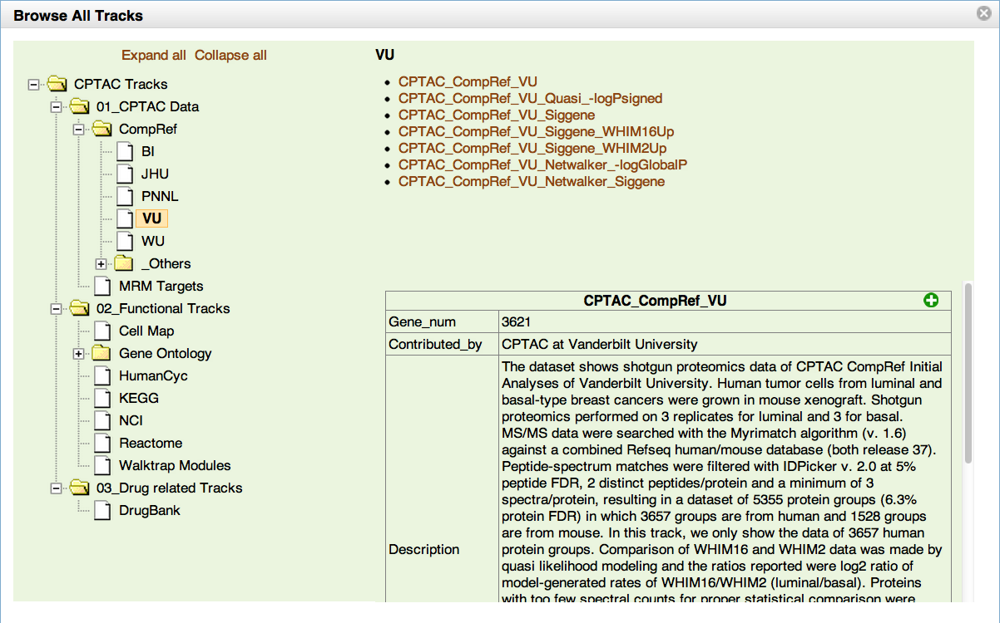 Browse All Tracks
Expand all Collapse all
CPTAC Tracks
01_CPTAC Data
CompRef
BI
JHU
PNNL
VU
WU
_Others
MRM Targets
02_Functional Tracks
Cell Map
Gene Ontology
HumanCyc
KEGG
NCI
Reactome
Walktrap Modules
03_Drug related Tracks
DrugBank
VU
CPTAC_CompRef_VU
CPTAC_CompRef_VU_Quasi_-logPsigned
CPTAC_CompRef_VU_Siggene
CPTAC_CompRef_VU_Siggene_WHIM16Up
CPTAC_CompRef_VU_Siggene_WHIM2Up
CPTAC_CompRef_VU_Netwalker_-logGlobalP
CPTAC_CompRef_VU_Netwalker_Siggene
CPTAC_CompRef_VU
Gene_num 3621
Contributed_by CPTAC at Vanderbilt University
Description
The dataset shows shotgun proteomics data of CPTAC CompRef Initial
Analyses of Vanderbilt University. Human tumor cells from luminal and
basal-type breast cancers were grown in mouse xenograft. Shotgun
proteomics performed on 3 replicates for luminal and 3 for basal.
MS/MS data were searched with the Myrimatch algorithm (v. 1.6)
against a combined Refseq human/mouse database (both release 37).
Peptide-spectrum matches were filtered with IDPicker v. 2.0 at 5%
peptide FDR, 2 distinct peptides/protein and a minimum of 3
spectra/protein, resulting in a dataset of 5355 protein groups (6.3%
protein FDR) in which 3657 groups are from human and 1528 groups
are from mouse. In this track, we only show the data of 3657 human
protein groups. Comparison of WHIM16 and WHIM2 data was made by
quasi likelihood modeling and the ratios reported were log2 ratio of
model-generated rates of WHIM16/WHIM2 (luminal/basal). Proteins
with too few spectral counts for proper statistical comparison were